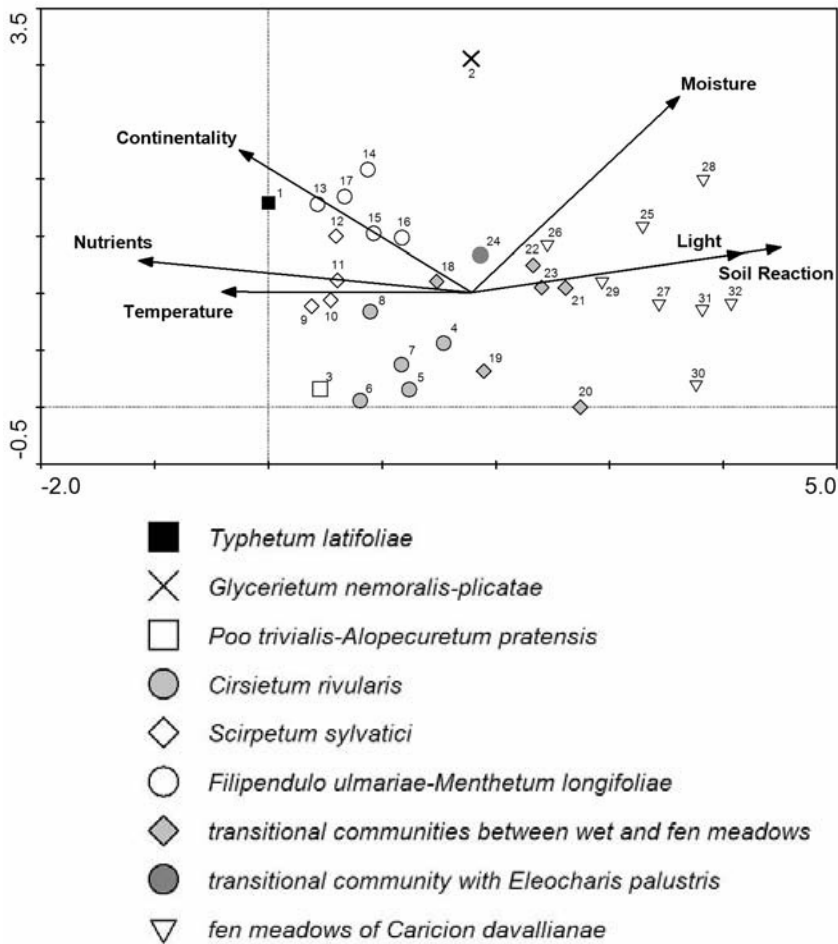 3.5
2
Moisture
Continentality
14
28
13
17
1
12
15
16
25
24
26
Nutrients
Light
22
11
18
23
Soil Reaction
Temperature
8
29
21
27
31
32
9
10
4
7
19
3
30
6
5
20
-0.5
-2.0
5.0
Typhetum latifoliae
Glycerietum nemoralis-plicatae
Poo trivialis-Alopecuretum pratensis
Cirsietum rivularis
Scirpetum sylvatici
Filipendulo ulmariae-Menthetum longifoliae
transitional communities between wet and fen meadows
transitional community with Eleocharis palustris
fen meadows of Caricion davallianae